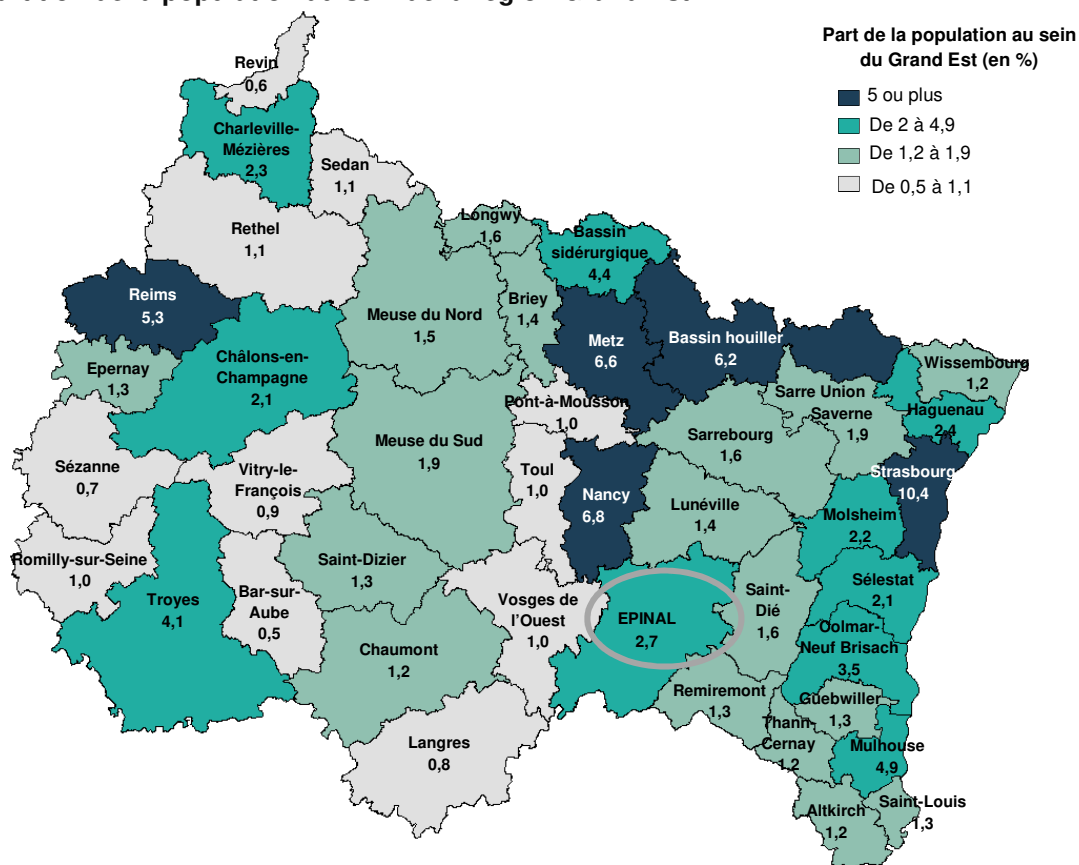 Part de la population au sein
du Grand Est (en %)
5 ou plus
De 2 à 4,9
De 1,2 à 1,9
De 0,5 à 1,1
Revin
0,6
Charleville-
Mézières
2,3
Sedan
1,1
Rethel
1,1
Longwy
1,6
Bassin
sidérurgique
4,4
Reims
5,3
Meuse du Nord
1,5
Briey
1,4
Metz
6,6
Bassin houiller
6,2
Wissembourg
1,2
Epernay
1,3
Châlons-en-
Champagne
2,1
Pont-à-Mousson
1,0
Sarre Union
Saverne
1,9
Haguenau
2,4
Sarrebourg
1,6
Meuse du Sud
1,9
Sézanne
0,7
Vitry-le-
François
0,9
Toul
1,0
Nancy
6,8
Lunéville
1,4
Strasbourg
10,4
Molsheim
2,2
Romilly-sur-Seine
1,0
Troyes
4,1
Bar-sur-
Aube
0,5
Saint-Dizier
1,3
Vosges de
l'Ouest
1,0
EPINAL
2,7
Saint-
Dié
1,6
Sélestat
2,1
Colmar-
Neuf Brisach
3,5
Chaumont
1,2
Remiremont
1,3
Guebwiller
1,3
Thann-
Cernay
1,2
Mulhouse
4,9
Langres
0,8
Altkirch
1,2
Saint-Louis
1,3